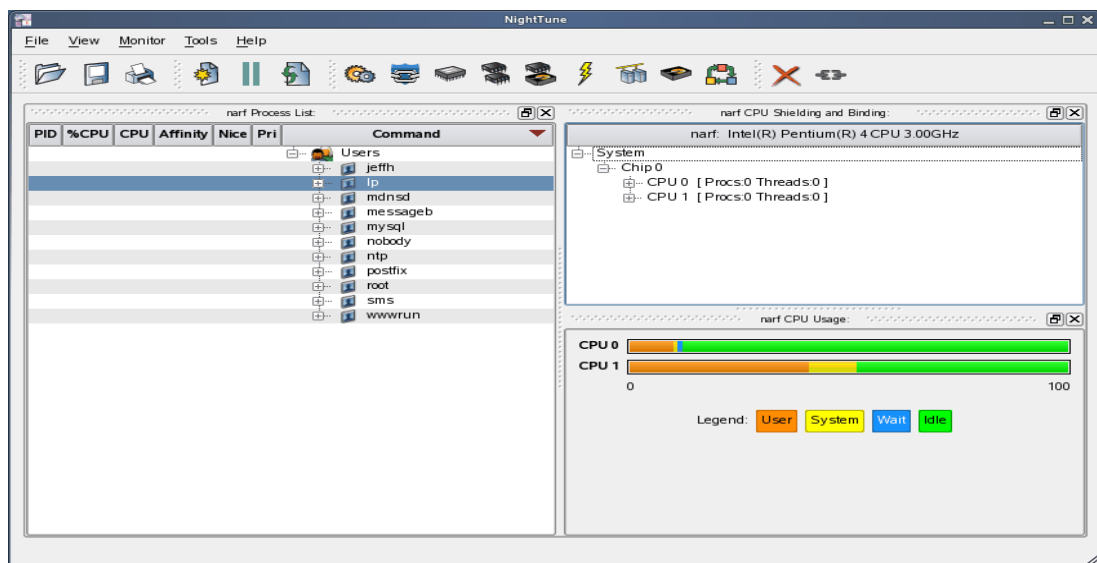 NightTune
File View Monitor Tools Help
narf Process List:
PID %CPU CPU Affinity Nice Pri Command
Users
jeffh
lp
mdnsd
messageb
mysql
nobody
ntp
postfix
root
sms
wwwrun
narf CPU Shielding and Binding:
narf: Intel(R) Pentium(R) 4 CPU 3.00GHz
System
Chip 0
CPU 0 [ Procs:0 Threads:0 ]
CPU 1 [ Procs:0 Threads:0 ]
narf CPU Usage:
CPU 0
CPU 1
0 100
Legend: User System Wait Idle